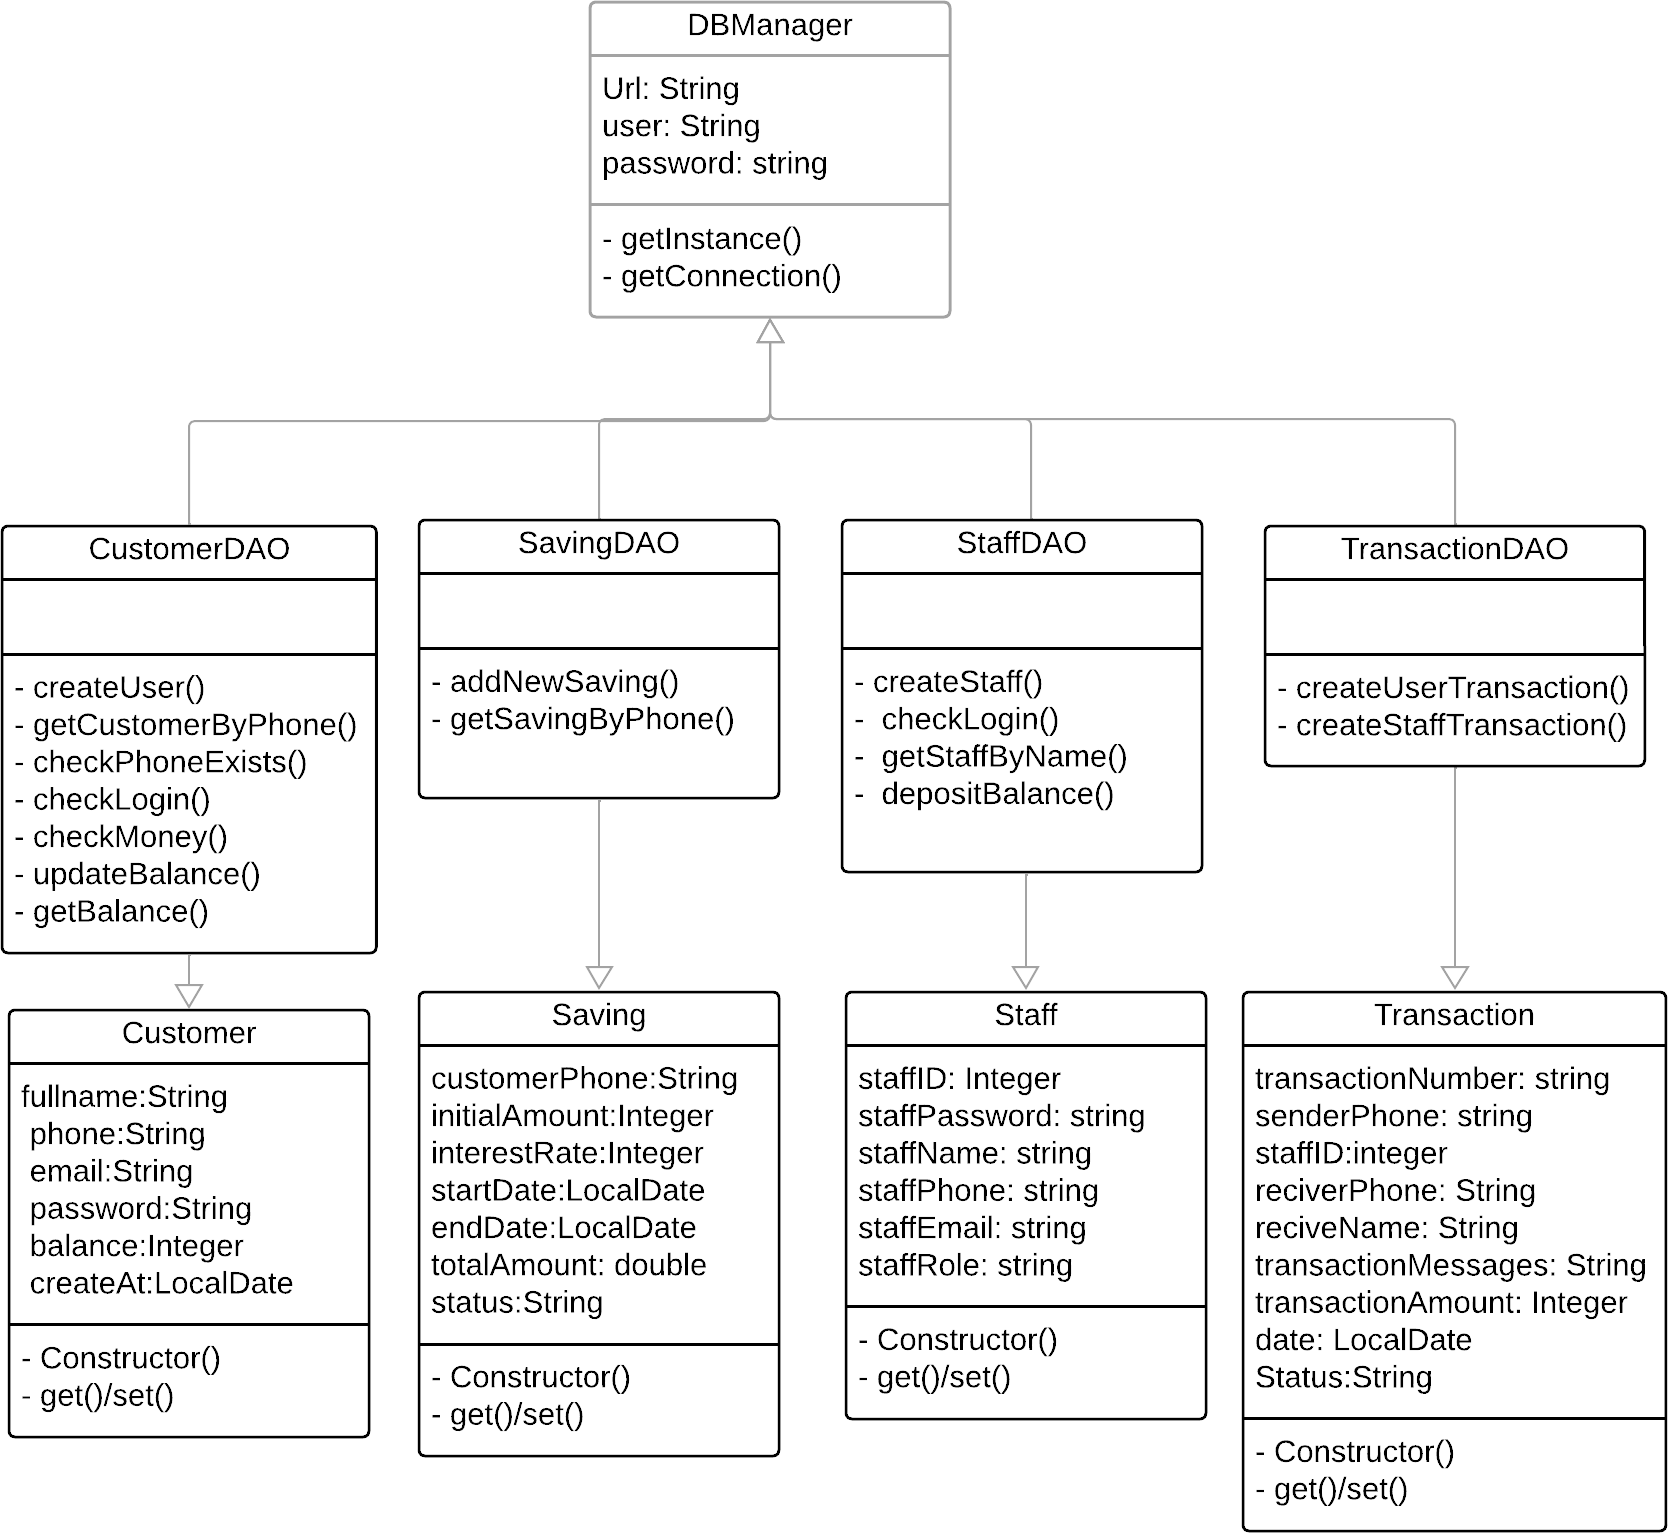 DBManager
Url: String
user: String
password: string
- getInstance()
- getConnection()
CustomerDAO
- createUser()
- getCustomerByPhone()
- checkPhoneExists()
- checkLogin()
- checkMoney()
- updateBalance()
- getBalance()
SavingDAO
- addNewSaving()
- getSavingByPhone()
StaffDAO
- createStaff()
- checkLogin()
- getStaffByName()
- depositBalance()
TransactionDAO
- createUserTransaction()
- createStaffTransaction()
Customer
fullname:String
phone:String
email:String
password:String
balance:Integer
createAt:LocalDate
- Constructor()
- get()/set()
Saving
customerPhone:String
initialAmount:Integer
interestRate:Integer
startDate:LocalDate
endDate:LocalDate
totalAmount: double
status:String
- Constructor()
- get()/set()
Staff
staffID: Integer
staffPassword: string
staffName: string
staffPhone: string
staffEmail: string
staffRole: string
- Constructor()
- get()/set()
Transaction
transactionNumber: string
senderPhone: string
staffID:integer
reciverPhone: String
reciveName: String
transactionMessages: String
transactionAmount: Integer
date: LocalDate
Status:String
- Constructor()
- get()/set()